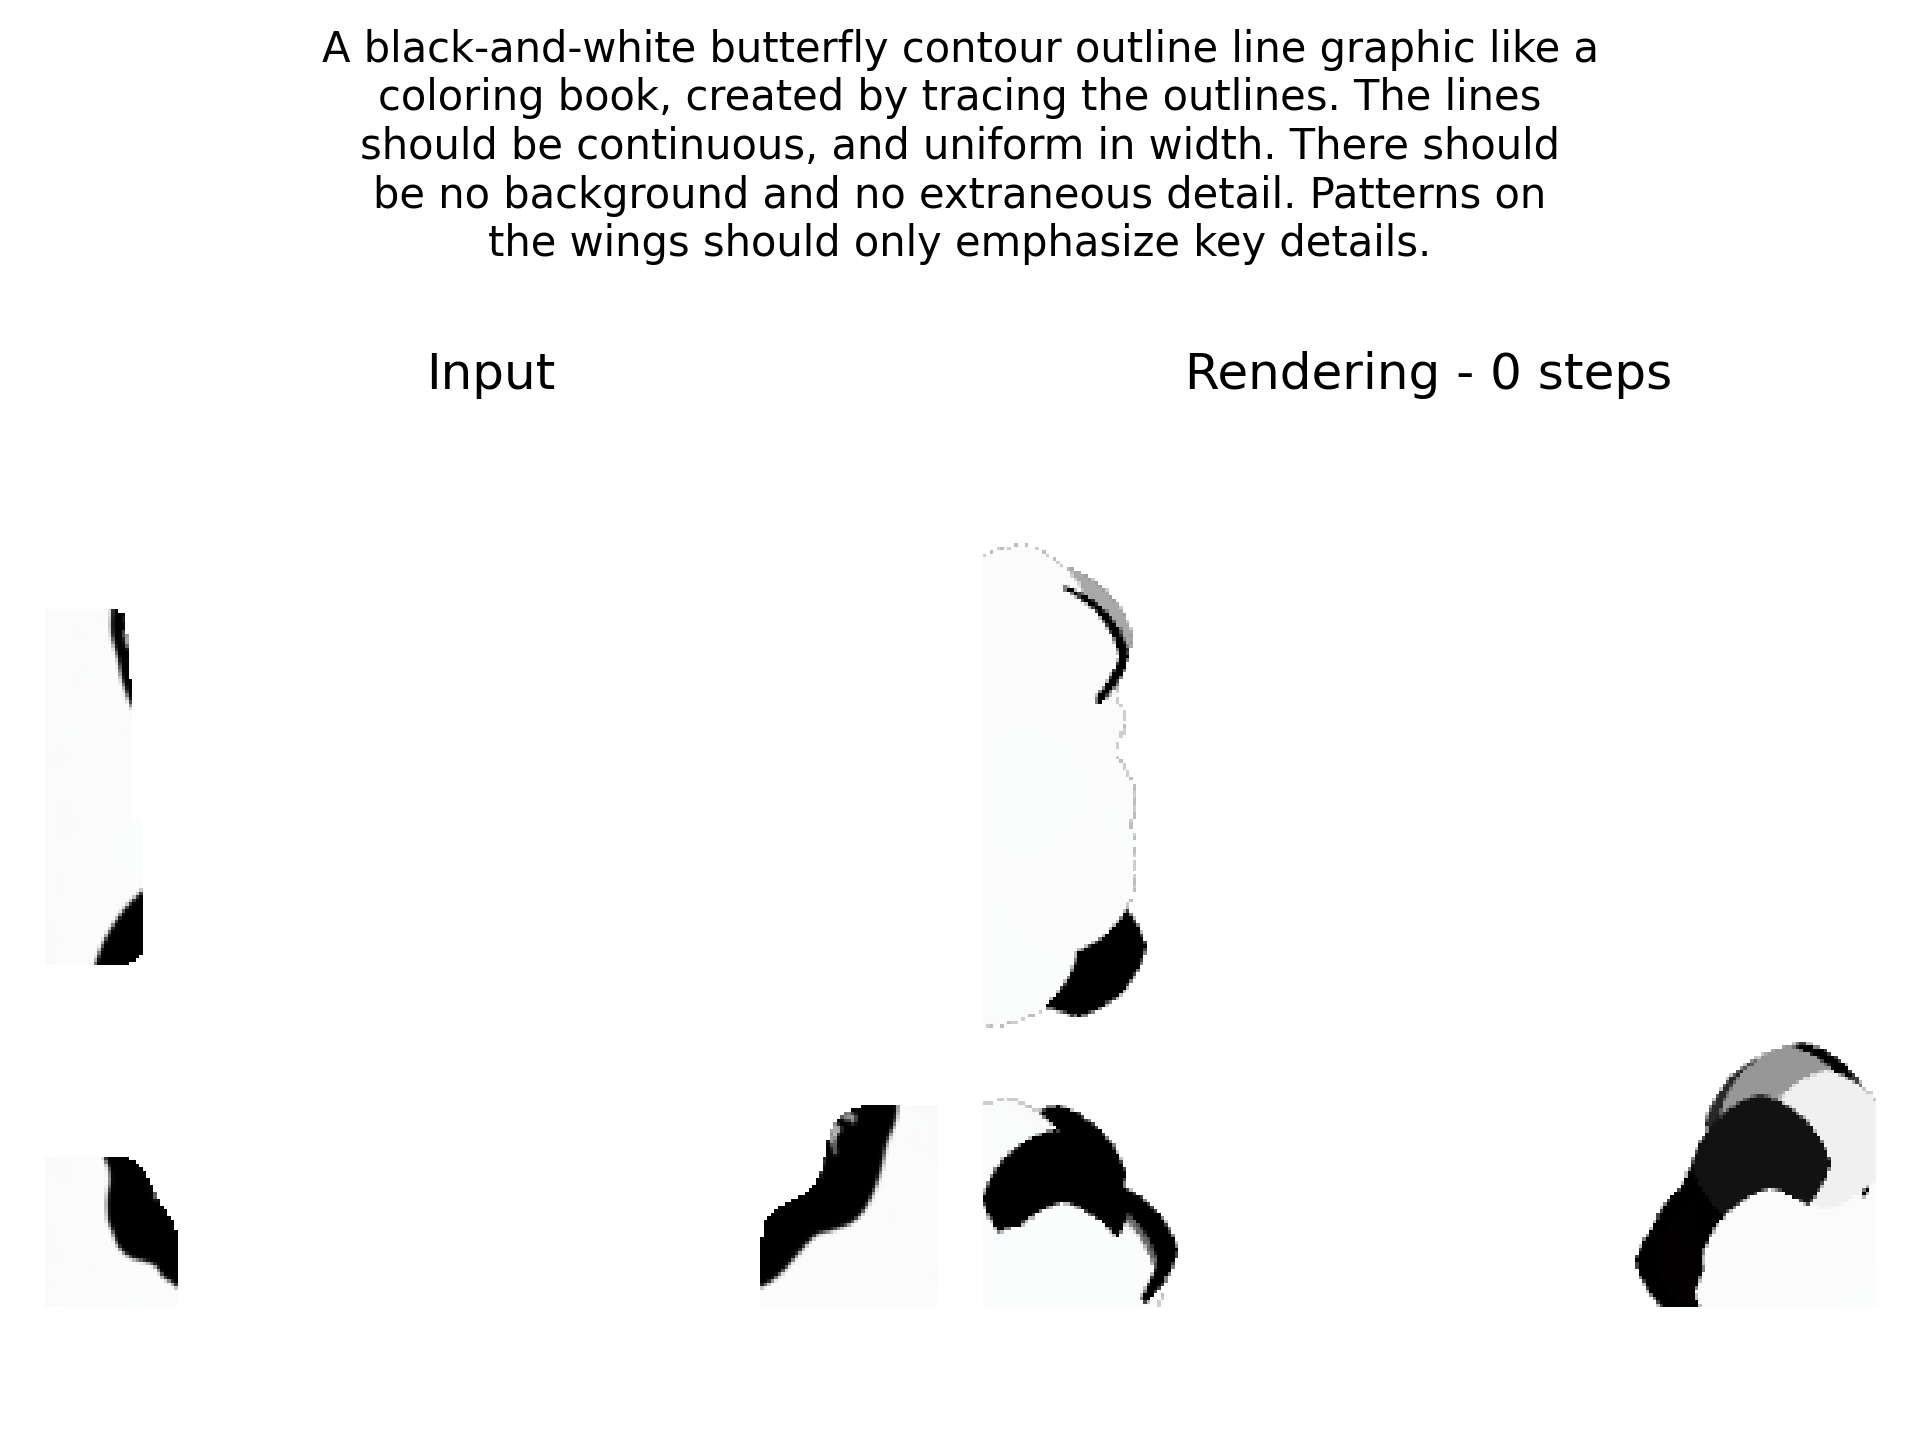 A black-and-white butterfly contour outline line graphic like a
coloring book, created by tracing the outlines. The lines
should be continuous, and uniform in width. There should
be no background and no extraneous detail. Patterns on
the wings should only emphasize key details.
Input
Rendering - 0 steps